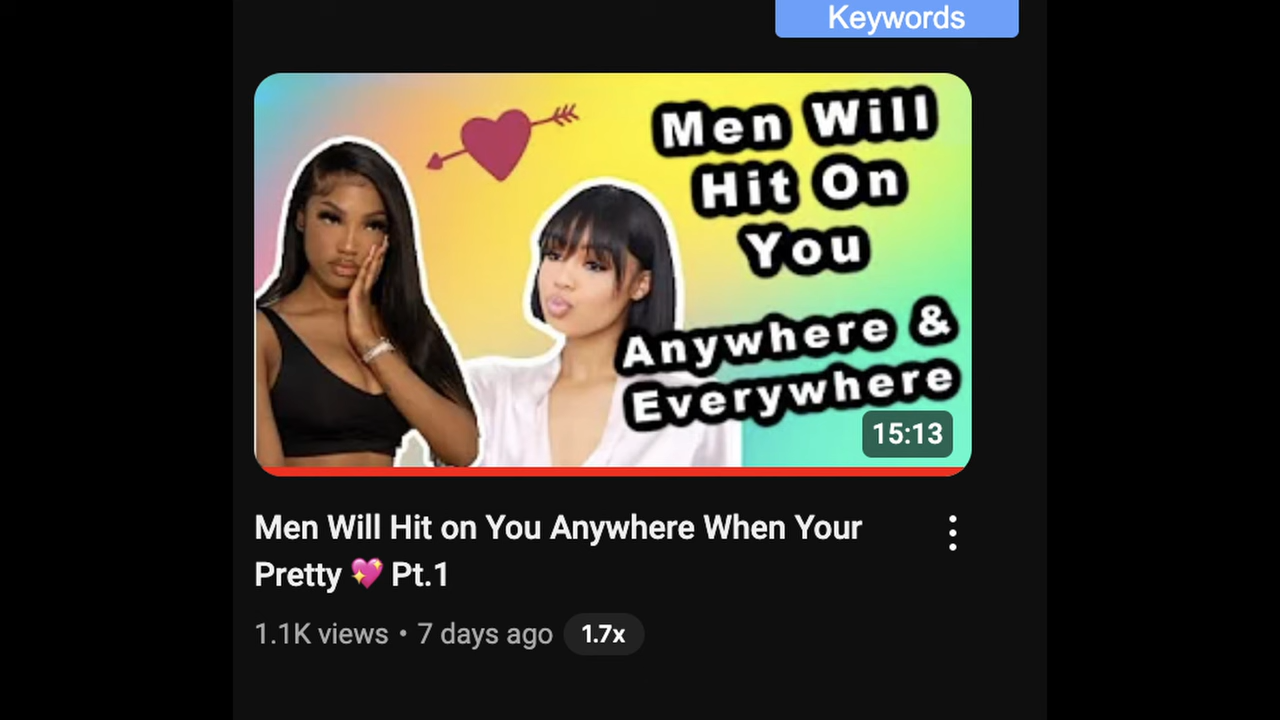 Keywords
Men Will
Hit On
You
Anywhere &
Everywhere
15:13
Men Will Hit on You Anywhere When Your
Pretty 💖 Pt.1
1.1K views • 7 days ago 1.7x